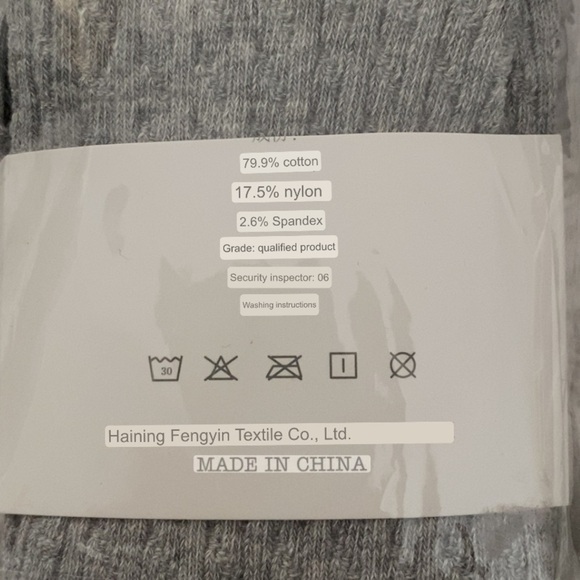 79.9% cotton
17.5% nylon
2.6% Spandex
Grade: qualified product
Security inspector: 06
Washing instructions
30
Haining Fengyin Textile Co., Ltd.
MADE IN CHINA